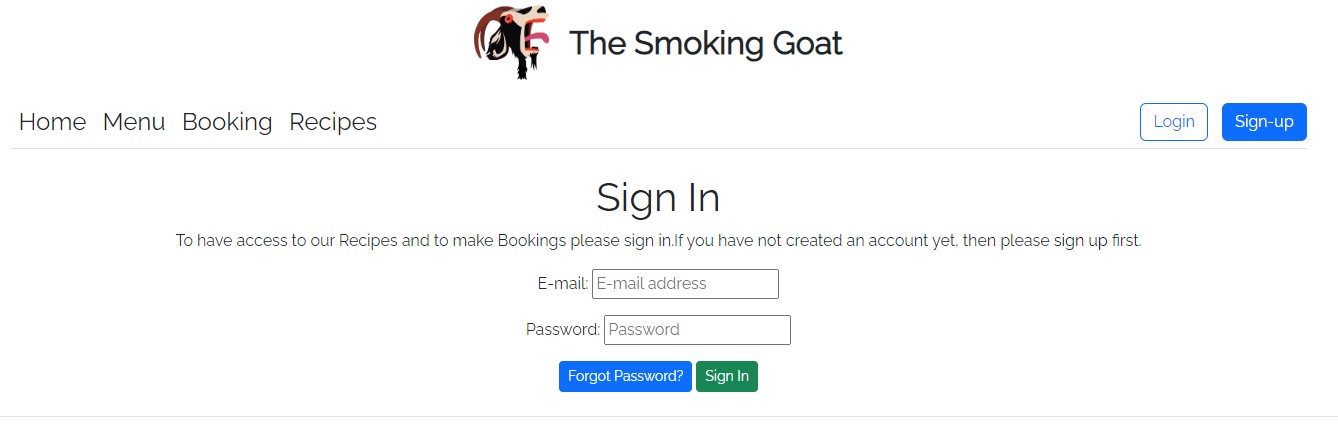 The Smoking Goat
Home Menu Booking Recipes Login Sign-up
Sign In
To have access to our Recipes and to make Bookings please sign in.If you have not created an account yet, then please sign up first.
E-mail: E-mail address
Password: Password
Forgot Password? Sign In